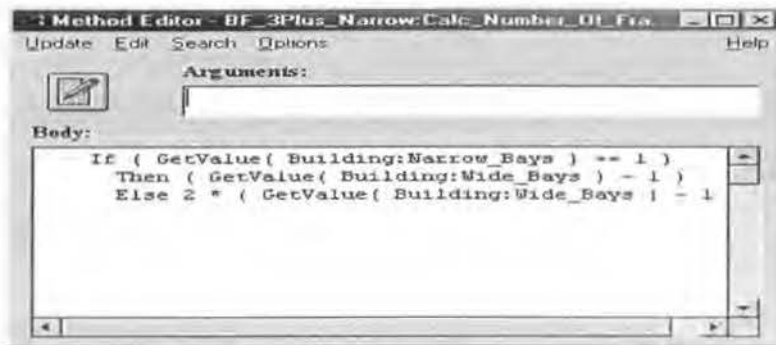 Method Editor - BF_3Plus_Narrow:Calc_Number_Of_Fra
Update Edit Search Options Help
Arguments:
Body:
If ( GetValue( Building:Narrow_Bays ) == 1 )
Then ( GetValue( Building:Wide_Bays ) - 1 )
Else 2 * ( GetValue( Building:Wide_Bays ) - 1